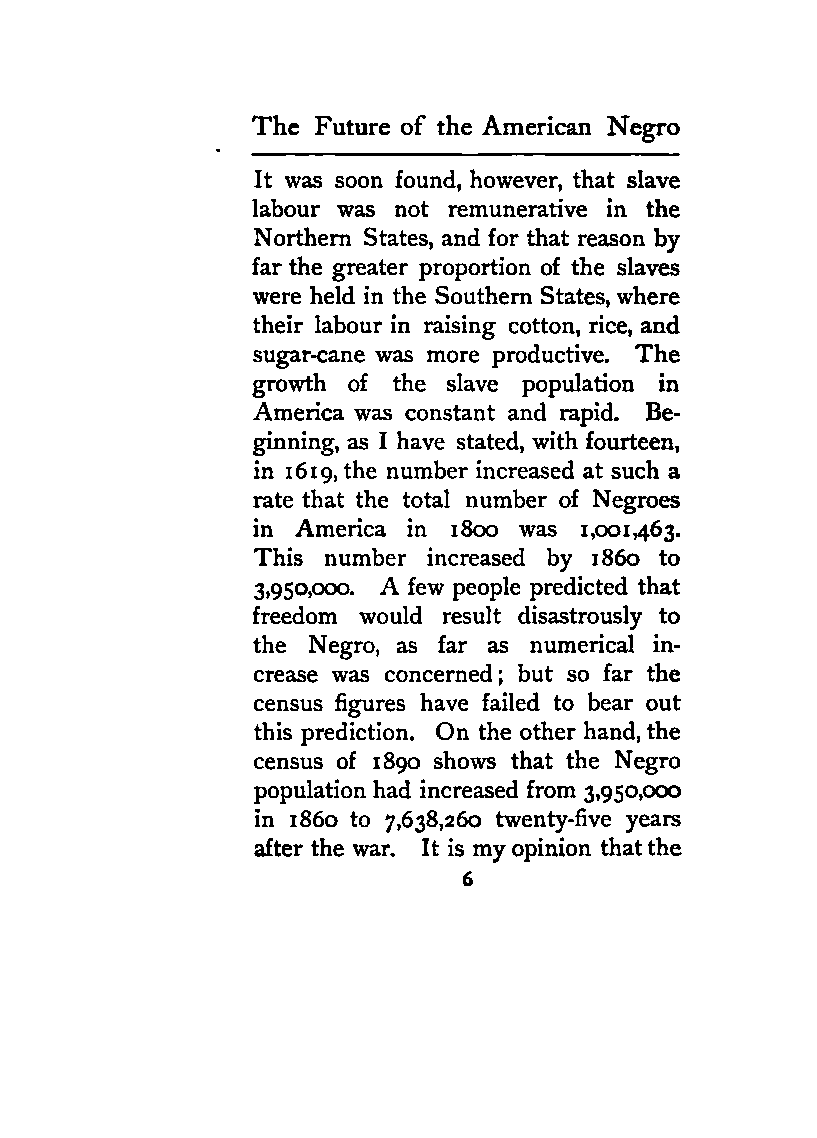 The Future of the American Negro
It was soon found, however, that slave
labour was not remunerative in the
Northern States, and for that reason by
far the greater proportion of the slaves
were held in the Southern States, where
their labour in raising cotton, rice, and
sugar-cane was more productive. The
growth of the slave population in
America was constant and rapid. Be-
ginning, as I have stated, with fourteen,
in 1619, the number increased at such a
rate that the total number of Negroes
in America in 1800 was 1,001,463.
This number increased by 1860 to
3,950,000. A few people predicted that
freedom would result disastrously to
the Negro, as far as numerical in-
crease was concerned; but so far the
census figures have failed to bear out
this prediction. On the other hand, the
census of 1890 shows that the Negro
population had increased from 3,950,000
in 1860 to 7,638,260 twenty-five years
after the war. It is my opinion that the
6